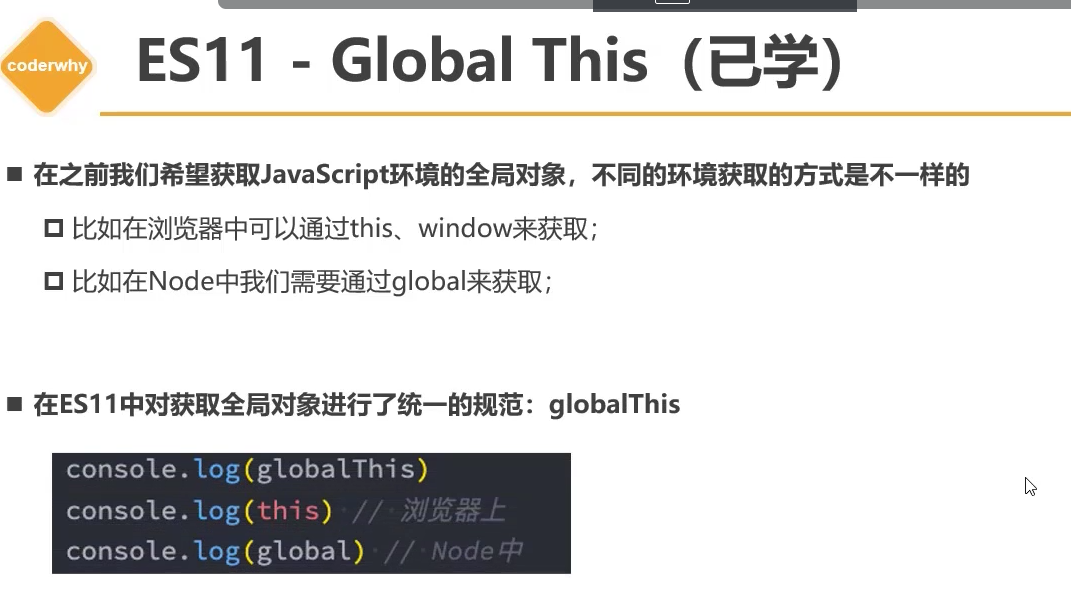 coderwhy
ES11 - Global This（已学）
在之前我们希望获取JavaScript环境的全局对象，不同的环境获取的方式是不一样的
比如在浏览器中可以通过this、window来获取；
比如在Node中我们需要通过global来获取；
在ES11中对获取全局对象进行了统一的规范：globalThis
console.log(globalThis)
console.log(this) // 浏览器上
console.log(global) // Node中